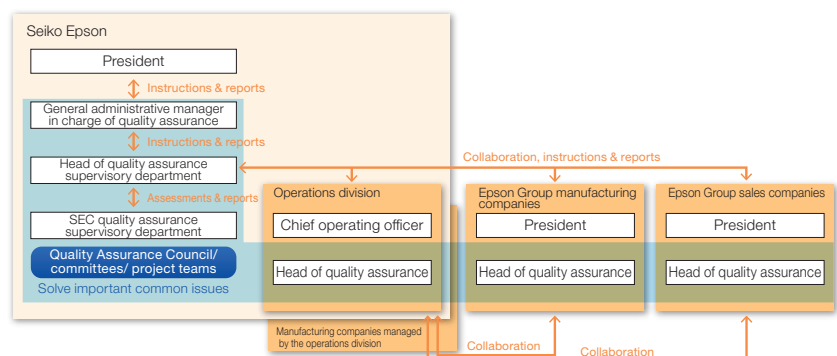 Seiko Epson
President
Instructions & reports
General administrative manager
in charge of quality assurance
Instructions & reports
Head of quality assurance
supervisory department
Assessments & reports
SEC quality assurance
supervisory department
Quality Assurance Council/
committees/ project teams
Solve important common issues
Collaboration, instructions & reports
Operations division
Chief operating officer
Head of quality assurance
Manufacturing companies managed
by the operations division
Epson Group manufacturing
companies
President
Head of quality assurance
Epson Group sales companies
President
Head of quality assurance
Collaboration
Collaboration